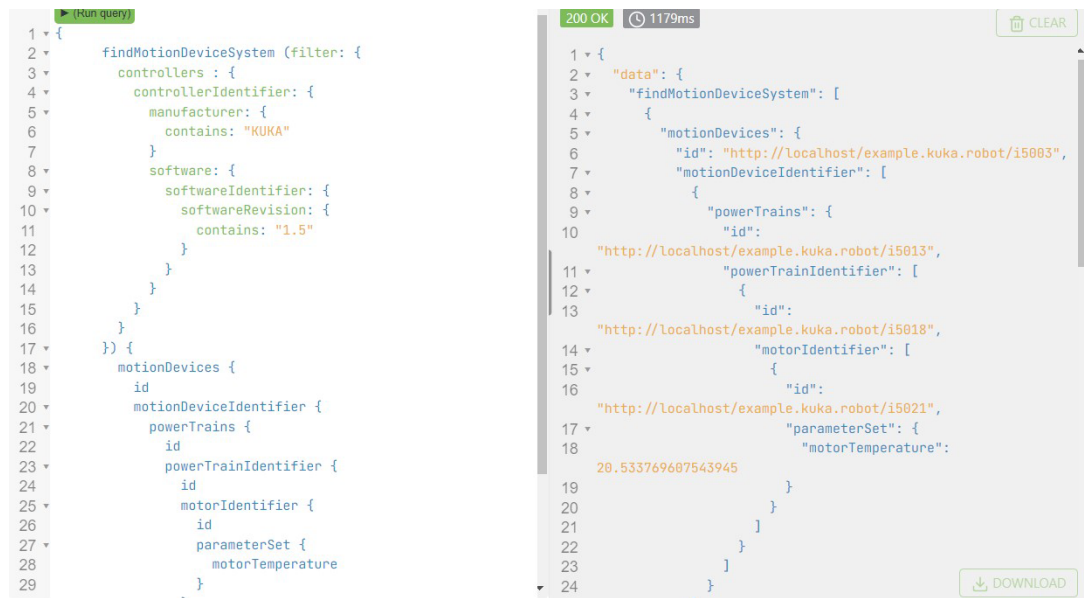 ▶ (Run query)
1 {
2 findMotionDeviceSystem (filter: {
3 controllers : {
4 controllerIdentifier: {
5 manufacturer: {
6 contains: "KUKA"
7 }
8 software: {
9 softwareIdentifier: {
10 softwareRevision: {
11 contains: "1.5"
12 }
13 }
14 }
15 }
16 }
17 }) {
18 motionDevices {
19 id
20 motionDeviceIdentifier {
21 powerTrains {
22 id
23 powerTrainIdentifier {
24 id
25 motorIdentifier {
26 id
27 parameterSet {
28 motorTemperature
29 }
200 OK 1179ms
CLEAR
1 {
2 "data": {
3 "findMotionDeviceSystem": [
4 {
5 "motionDevices": {
6 "id": "http://localhost/example.kuka.robot/i5003",
7 "motionDeviceIdentifier": [
8 {
9 "powerTrains": {
10 "id":
"http://localhost/example.kuka.robot/i5013",
11 "powerTrainIdentifier": [
12 {
13 "id":
"http://localhost/example.kuka.robot/i5018",
14 "motorIdentifier": [
15 {
16 "id":
"http://localhost/example.kuka.robot/i5021",
17 "parameterSet": {
18 "motorTemperature":
20.533769607543945
19 }
20 }
21 ]
22 }
23 ]
24 }
DOWNLOAD